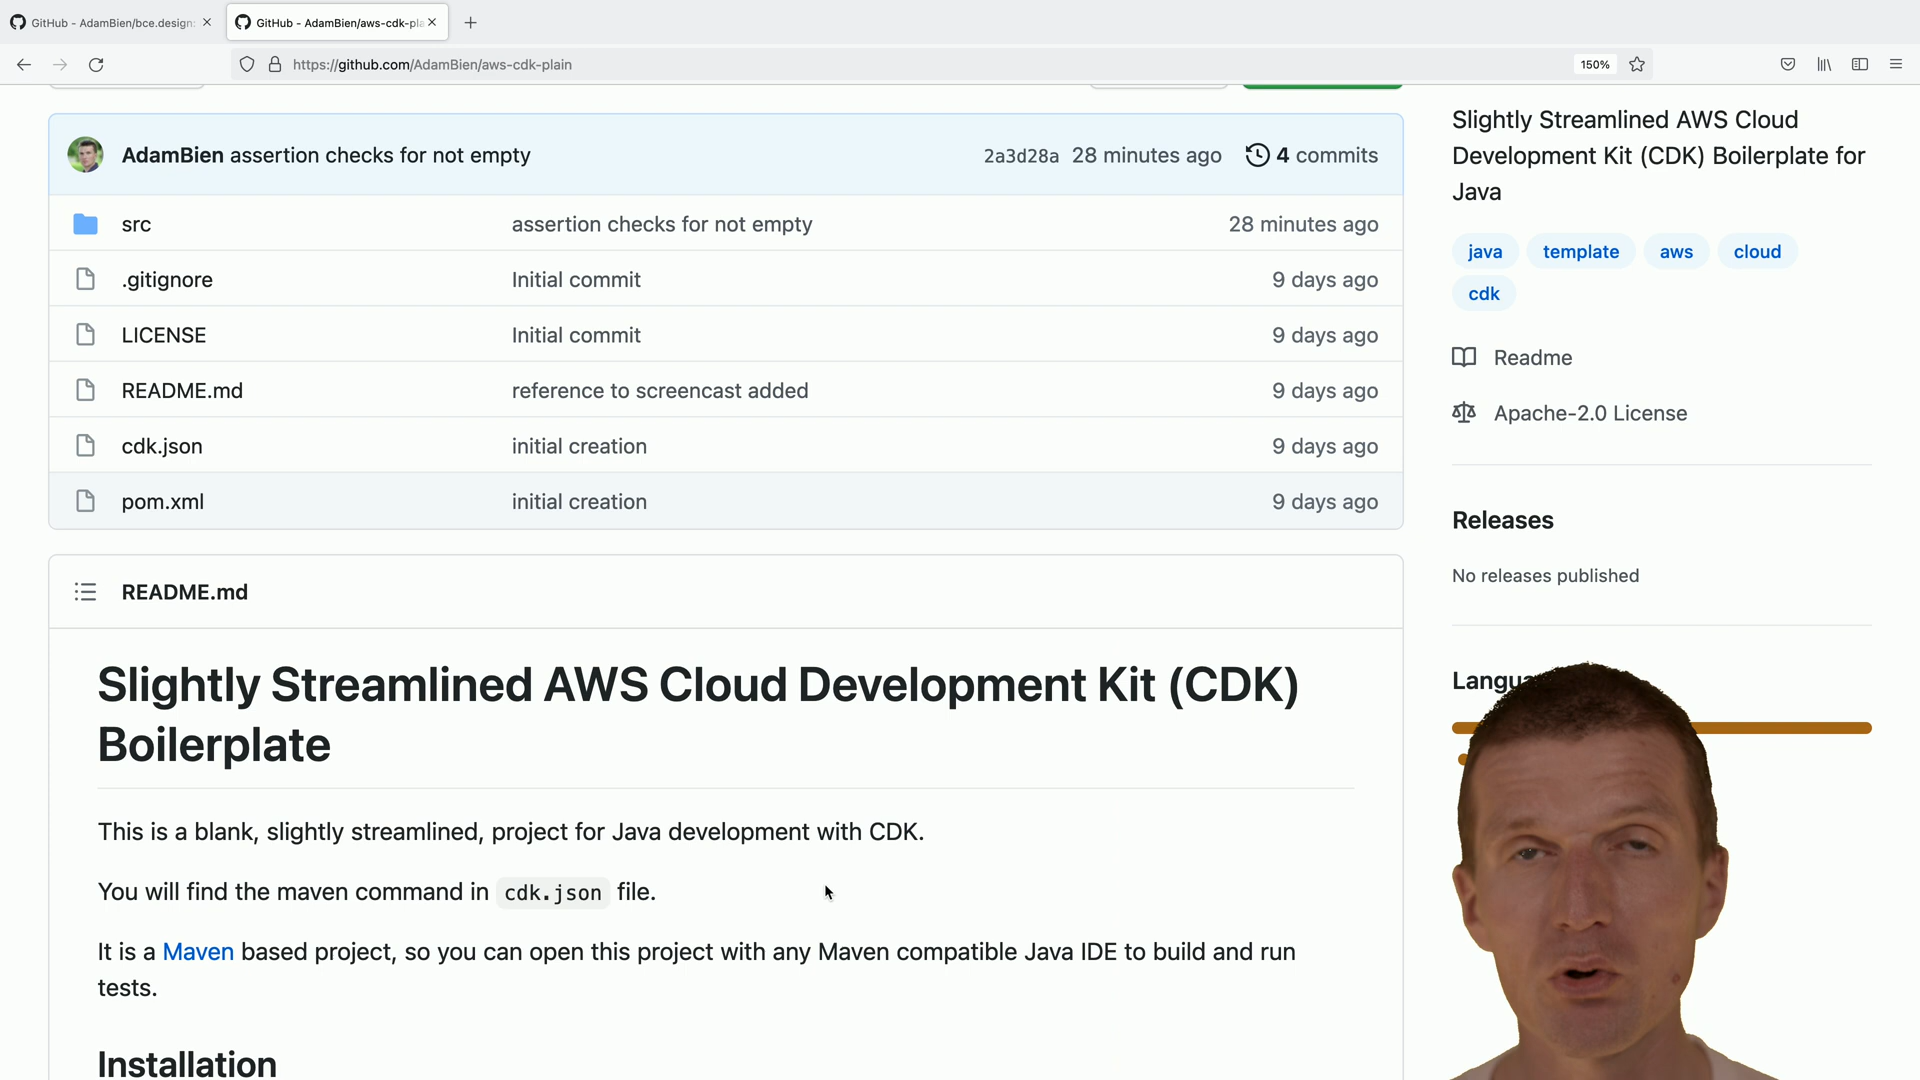 GitHub - AdamBien/bce.design:
GitHub - AdamBien/aws-cdk-pla
https://github.com/AdamBien/aws-cdk-plain
150%
AdamBien assertion checks for not empty
2a3d28a 28 minutes ago 4 commits
src assertion checks for not empty 28 minutes ago
.gitignore Initial commit 9 days ago
LICENSE Initial commit 9 days ago
README.md reference to screencast added 9 days ago
cdk.json initial creation 9 days ago
pom.xml initial creation 9 days ago
README.md
Slightly Streamlined AWS Cloud Development Kit (CDK)
Boilerplate
This is a blank, slightly streamlined, project for Java development with CDK.
You will find the maven command in cdk.json file.
It is a Maven based project, so you can open this project with any Maven compatible Java IDE to build and run
tests.
Installation
Slightly Streamlined AWS Cloud
Development Kit (CDK) Boilerplate for
Java
java template aws cloud
cdk
Readme
Apache-2.0 License
Releases
No releases published